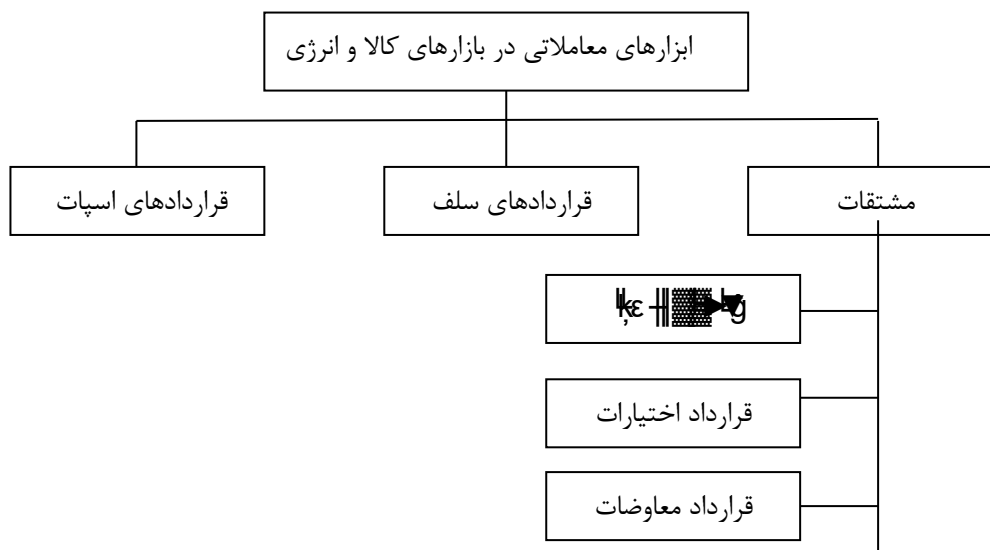 ابزارهای معاملاتی در بازارهای کالا و انرژی
مشتقات
قراردادهای سلف
قراردادهای اسپات
قرارداد اختیارات
قرارداد معاوضات